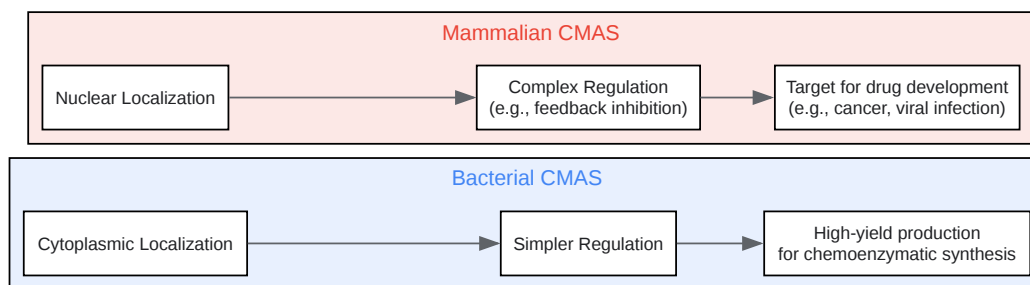 Mammalian CMAS
Nuclear Localization
Complex Regulation
(e.g., feedback inhibition)
Target for drug development
(e.g., cancer, viral infection)
Bacterial CMAS
Cytoplasmic Localization
Simpler Regulation
High-yield production
for chemoenzymatic synthesis